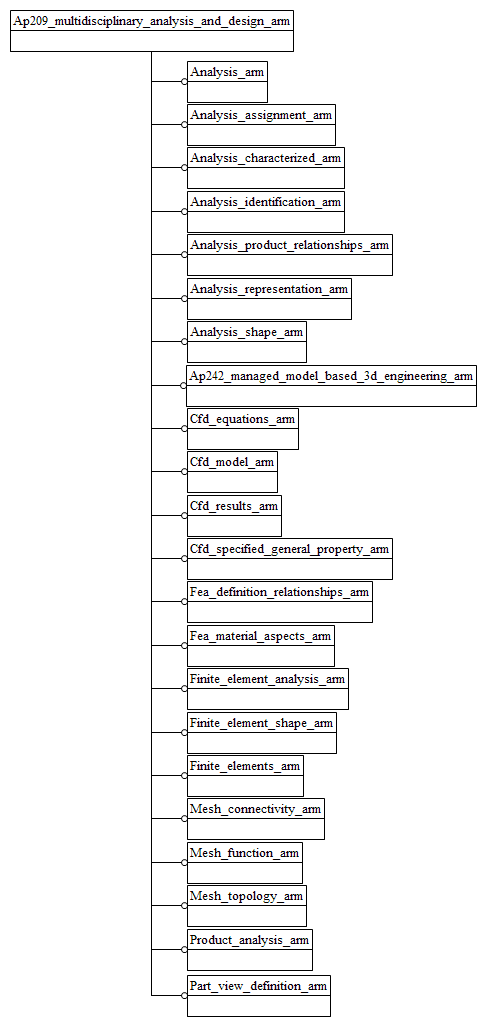 Ap209_multidisciplinary_analysis_and_design_arm
Analysis_arm
Analysis_assignment_arm
Analysis_characterized_arm
Analysis_identification_arm
Analysis_product_relationships_arm
Analysis_representation_arm
Analysis_shape_arm
Ap242_managed_model_based_3d_engineering_arm
Cfd_equations_arm
Cfd_model_arm
Cfd_results_arm
Cfd_specified_general_property_arm
Fea_definition_relationships_arm
Fea_material_aspects_arm
Finite_element_analysis_arm
Finite_element_shape_arm
Finite_elements_arm
Mesh_connectivity_arm
Mesh_function_arm
Mesh_topology_arm
Product_analysis_arm
Part_view_definition_arm